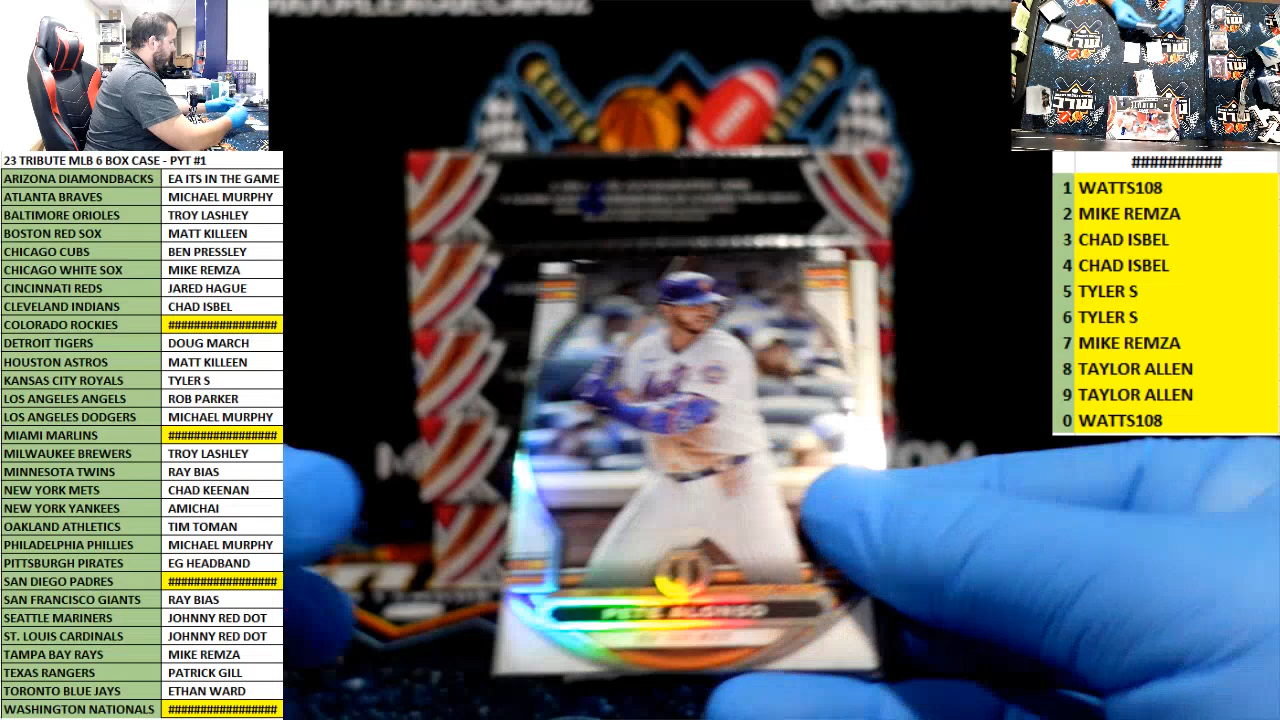 23 TRIBUTE MLB 6 BOX CASE - PYT #1
ARIZONA DIAMONDBACKS EA ITS IN THE GAME
ATLANTA BRAVES MICHAEL MURPHY
BALTIMORE ORIOLES TROY LASHLEY
BOSTON RED SOX MATT KILLEEN
CHICAGO CUBS BEN PRESSLEY
CHICAGO WHITE SOX MIKE REMZA
CINCINNATI REDS JARED HAGUE
CLEVELAND INDIANS CHAD ISBEL
COLORADO ROCKIES #################
DETROIT TIGERS DOUG MARCH
HOUSTON ASTROS MATT KILLEEN
KANSAS CITY ROYALS TYLER S
LOS ANGELES ANGELS ROB PARKER
LOS ANGELES DODGERS MICHAEL MURPHY
MIAMI MARLINS #################
MILWAUKEE BREWERS TROY LASHLEY
MINNESOTA TWINS RAY BIAS
NEW YORK METS CHAD KEENAN
NEW YORK YANKEES AMICHAI
OAKLAND ATHLETICS TIM TOMAN
PHILADELPHIA PHILLIES MICHAEL MURPHY
PITTSBURGH PIRATES EG HEADBAND
SAN DIEGO PADRES #################
SAN FRANCISCO GIANTS RAY BIAS
SEATTLE MARINERS JOHNNY RED DOT
ST. LOUIS CARDINALS JOHNNY RED DOT
TAMPA BAY RAYS MIKE REMZA
TEXAS RANGERS PATRICK GILL
TORONTO BLUE JAYS ETHAN WARD
WASHINGTON NATIONALS #################
PETE ALONSO
##########
1 WATTS108
2 MIKE REMZA
3 CHAD ISBEL
4 CHAD ISBEL
5 TYLER S
6 TYLER S
7 MIKE REMZA
8 TAYLOR ALLEN
9 TAYLOR ALLEN
0 WATTS108